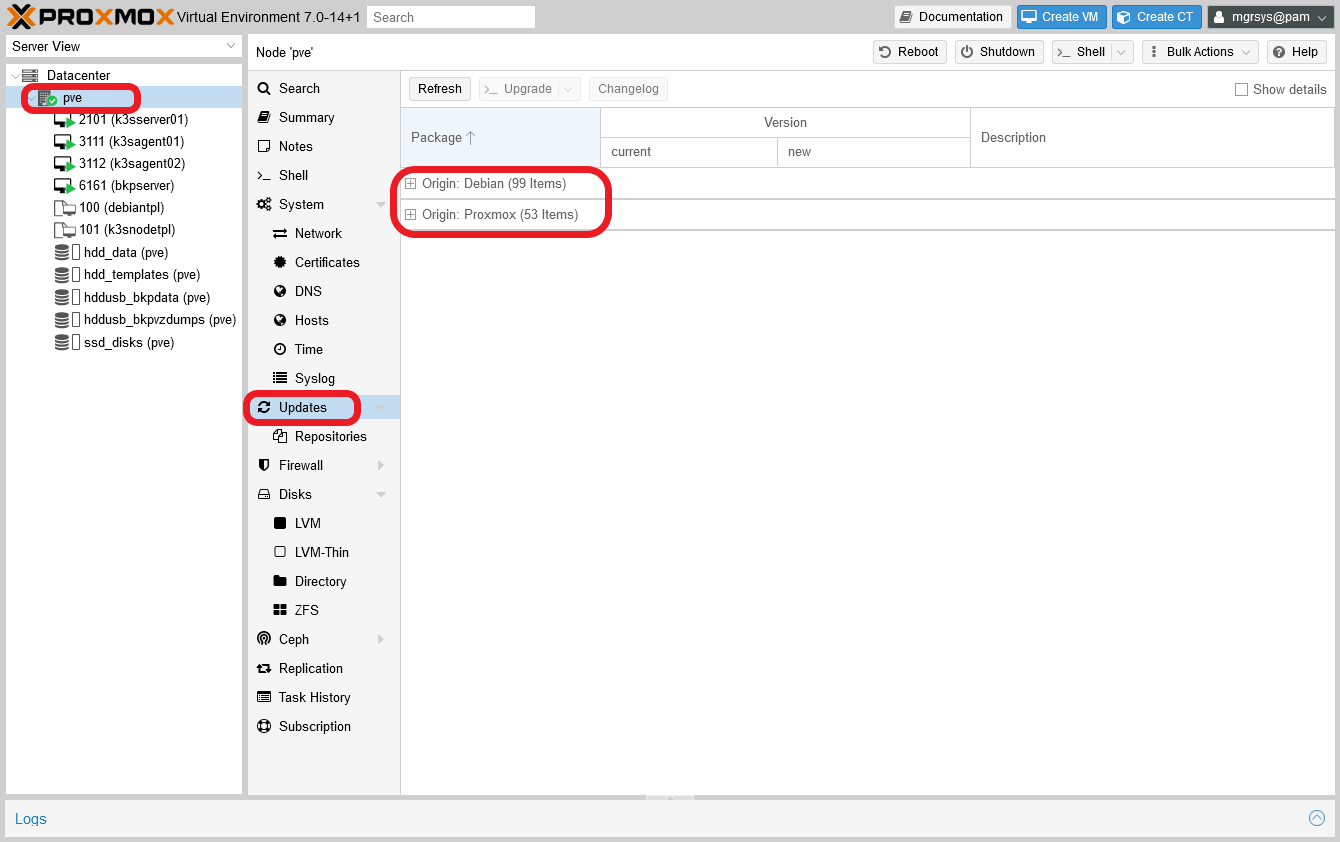 PROXMOX Virtual Environment 7.0-14+1 Search Documentation Create VM Create CT mgrsys@pam
Server View
Datacenter
pve
2101 (k3sserver01)
3111 (k3sagent01)
3112 (k3sagent02)
6161 (bkpserver)
100 (debiantpl)
101 (k3snodetpl)
hdd_data (pve)
hdd_templates (pve)
hddusb_bkpdata (pve)
hddusb_bkpvzdumps (pve)
ssd_disks (pve)
Node 'pve' Reboot Shutdown >_ Shell Bulk Actions Help
Search
Summary
Notes
>_ Shell
System
Network
Certificates
DNS
Hosts
Time
Syslog
Updates
Repositories
Firewall
Disks
LVM
LVM-Thin
Directory
ZFS
Ceph
Replication
Task History
Subscription
Refresh >_ Upgrade Changelog Show details
Package Version Description
current new
Origin: Debian (99 Items)
Origin: Proxmox (53 Items)
Logs